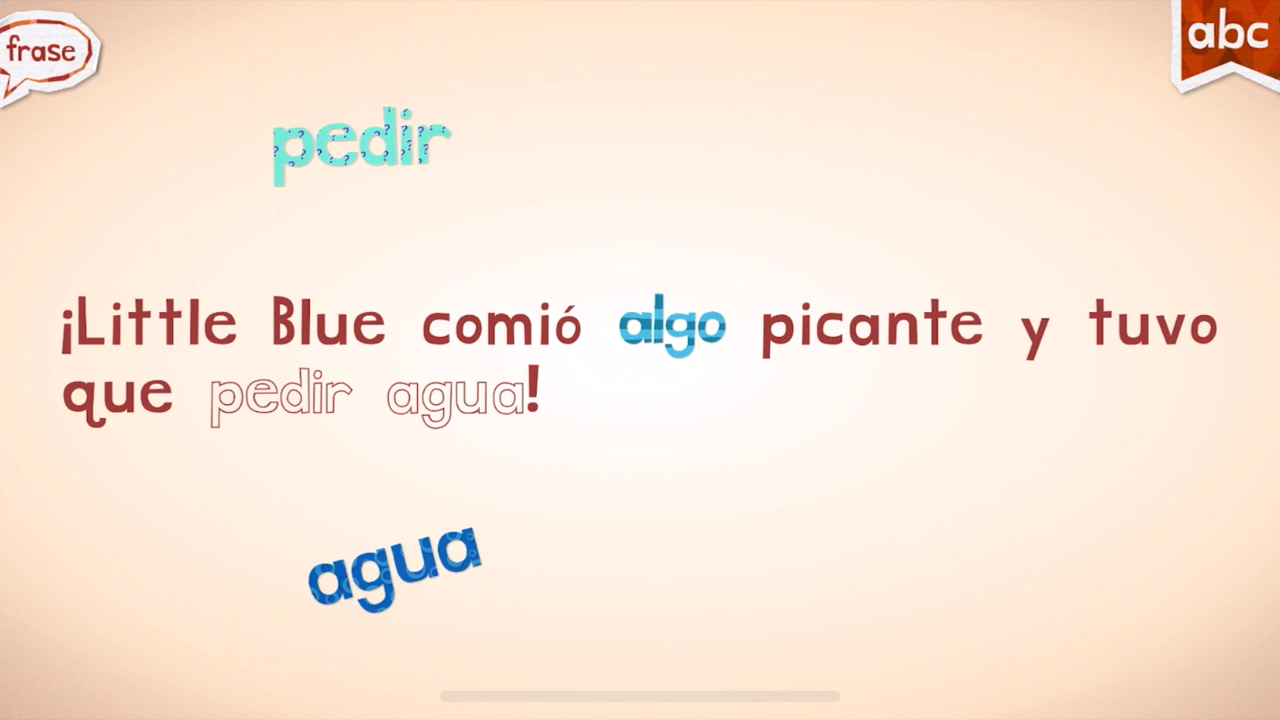 frase
abc
pedir
¡Little Blue comió algo picante y tuvo
que pedir agua!
agua